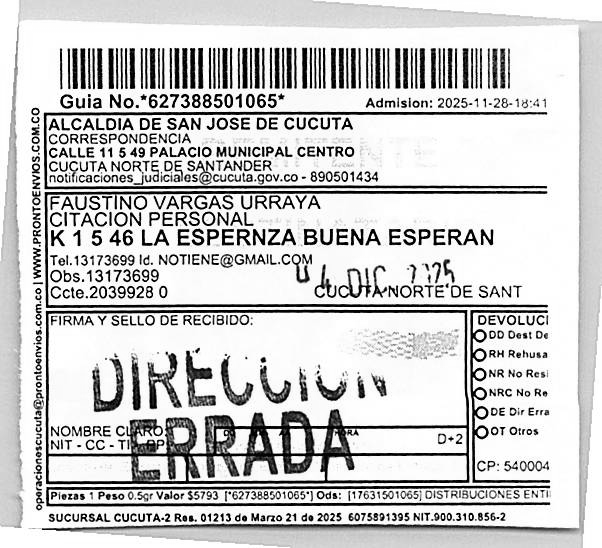 Guia No.*627388501065*
Admision: 2025-11-28-18:41
ALCALDIA DE SAN JOSE DE CUCUTA
CORRESPONDENCIA
CALLE 11 5 49 PALACIO MUNICIPAL CENTRO
CUCUTA NORTE DE SANTANDER
notificaciones_judiciales@cucuta.gov.co - 890501434
FAUSTINO VARGAS URRAYA
CITACION PERSONAL
K 1 5 46 LA ESPERNZA BUENA ESPERAN
Tel.13173699 Id. NOTIENE@GMAIL.COM
Obs.13173699
Ccte.2039928 0
DIC
CUCUTA NORTE DE SANT
FIRMA Y SELLO DE RECIBIDO:
DIRECCION
ERRADA
NOMBRE CLARO
NIT - CC - TI
HORA
D+2
DEVOLUCI
DD Dest De
RH Rehusa
NR No Resi
NRC No Re
DE Dir Erra
OT Otros
CP: 540004
Piezas 1 Peso 0.5gr Valor $5793 [*627388501065*] Ods: [17631501065] DISTRIBUCIONES ENTI
SUCURSAL CUCUTA-2 Res. 01213 de Marzo 21 de 2025 6075891395 NIT.900.310.856-2
operacionescucuta@prontoenvios.com.co | WWW.PRONTOENVIOS.COM.CO